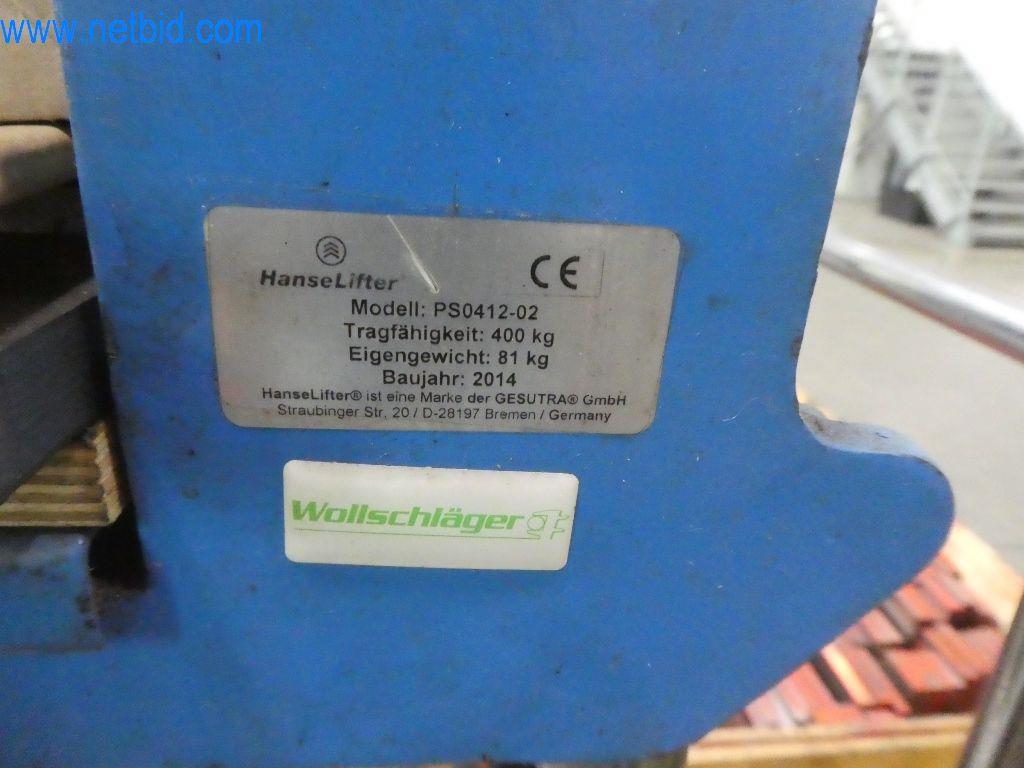 www.netbid.com
HanseLifter
CE
Modell: PS0412-02
Tragfähigkeit: 400 kg
Eigengewicht: 81 kg
Baujahr: 2014
HanseLifter® ist eine Marke der GESUTRA® GmbH
Straubinger Str. 20 / D-28197 Bremen / Germany
Wollschläger